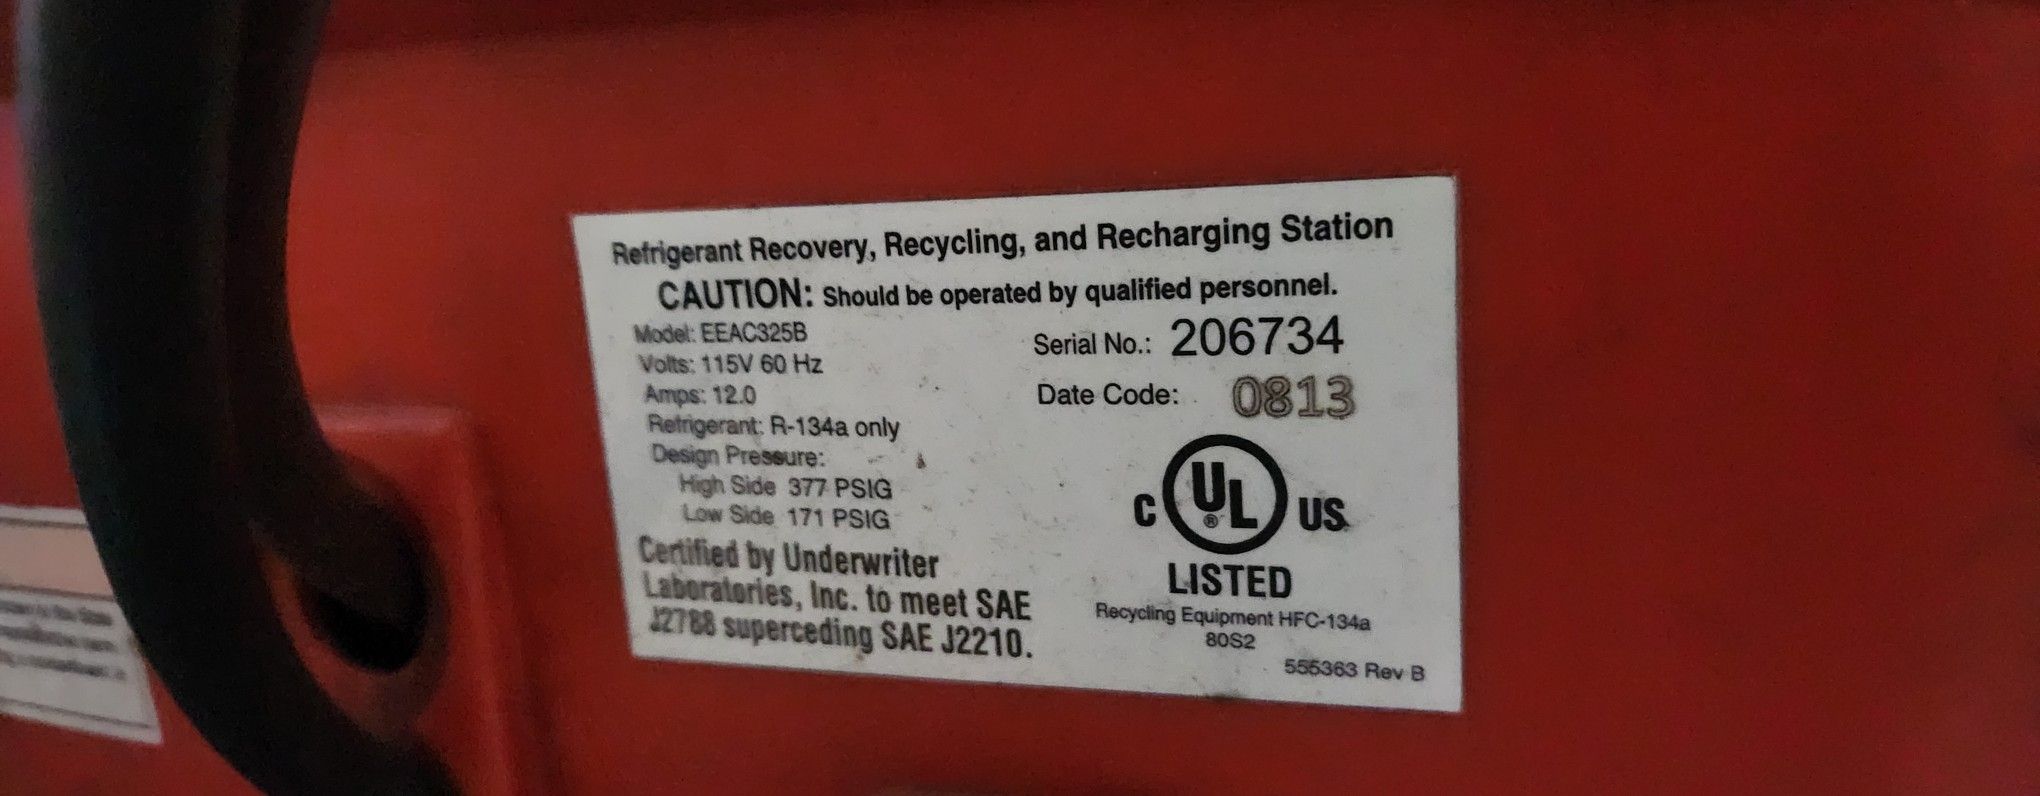 Refrigerant Recovery, Recycling, and Recharging Station
CAUTION: Should be operated by qualified personnel.
Model: EEAC325B
Volts: 115V 60 Hz
Amps: 12.0
Refrigerant: R-134a only
Design Pressure:
High Side 377 PSIG
Low Side 171 PSIG
Certified by Underwriter
Laboratories, Inc. to meet SAE
J2788 superceding SAE J2210.
Serial No.: 206734
Date Code: 0813
C UL® US
LISTED
Recycling Equipment HFC-134a
80S2
555363 Rev B